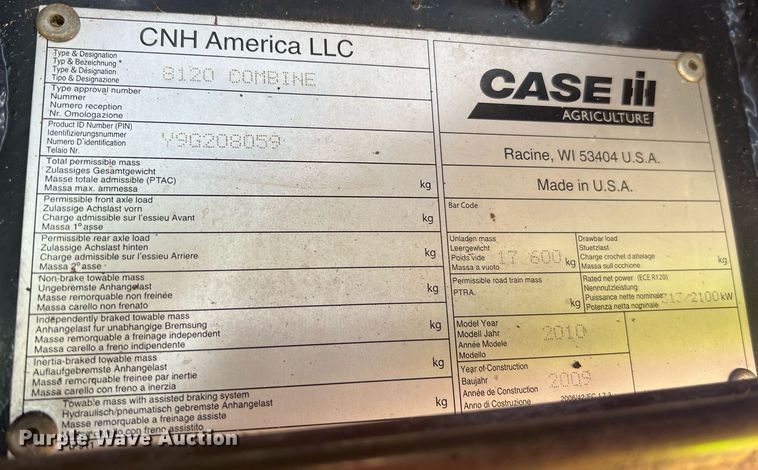 CNH America LLC
Type & Designation
Typ & Bezeichnung *
Type & Désignation
Tipo & Designazione
8120 COMBINE
Type approval number
Nummer
Numero reception
Nr. Omologazione
Product ID Number (PIN)
Identifizierungsnummer
Numero D'identification
Telaio Nr.
Y9G208059
Total permissible mass
Zulassiges Gesamtgewicht
Masse totale admissible (PTAC)
Massa max. ammessa
kg
Permissible front axle load
Zulassige Achslast vorn
Charge admissible sur l'essieu Avant
Massa 1° asse
kg
Permissible rear axle load
Zulassige Achslast hinten
Charge admissible sur l'essieu Arriere
Massa 2° asse
kg
Non-brake towable mass
Ungebremste Anhangelast
Masse remorquable non freinée
Massa carello non frenato
kg
Independently braked towable mass
Anhangelast fur unabhangige Bremsung
Masse remorquable a freinage independent
Massa carello a freno indipendente
kg
Inertia-braked towable mass
Auflaufgebremste Anhangelast
Masse remorquable freinee par inertie
Massa carello con freno a inerzia
kg
Towable mass with assisted braking system
Hydraulisch/pneumatisch gebremste Anhangelast
Masse remorquable a freinage assiste
kg
CASE IH
AGRICULTURE
Racine, WI 53404 U.S.A.
Made in U.S.A.
Bar Code
Unladen mass
Leergewicht
Poids vide
Massa a vuoto
17 600 kg
Drawbar load
Stuetzlast
Charge crochet d'attelage
Massa sull occhione
kg
Permissible road train mass
PTRA.
kg
Rated net power (ECE R120)
Nennnutzleistung
Puissance nette nominale
Potenza netta nominale
313/2100 kW
Model Year
Modell Jahr
Année Modele
Modello
2010
Year of Construction
Baujahr
Année de Construction
Anno di Costruzione
2009
Purple Wave Auction